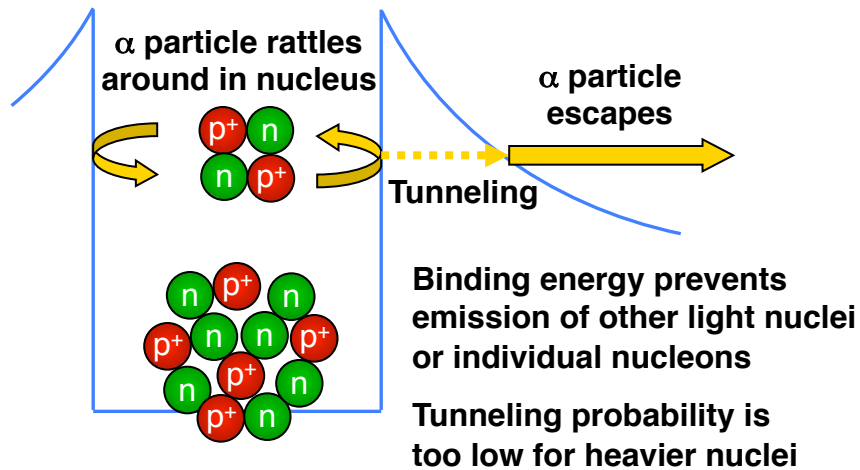 α particle rattles
around in nucleus
α particle
escapes
p⁺ n
n p⁺
Tunneling
Binding energy prevents
emission of other light nuclei
or individual nucleons
Tunneling probability is
too low for heavier nuclei
n p⁺ n
p⁺ n n p⁺
n p⁺ n
p⁺ n